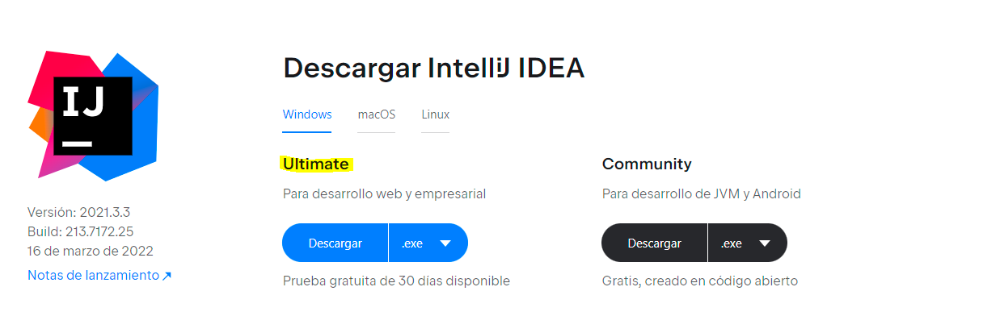 IJ
Descargar IntelliJ IDEA
Windows macOS Linux
Ultimate
Para desarrollo web y empresarial
Descargar .exe
Prueba gratuita de 30 días disponible
Community
Para desarrollo de JVM y Android
Descargar .exe
Gratis, creado en código abierto
Versión: 2021.3.3
Build: 213.7172.25
16 de marzo de 2022
Notas de lanzamiento ↗